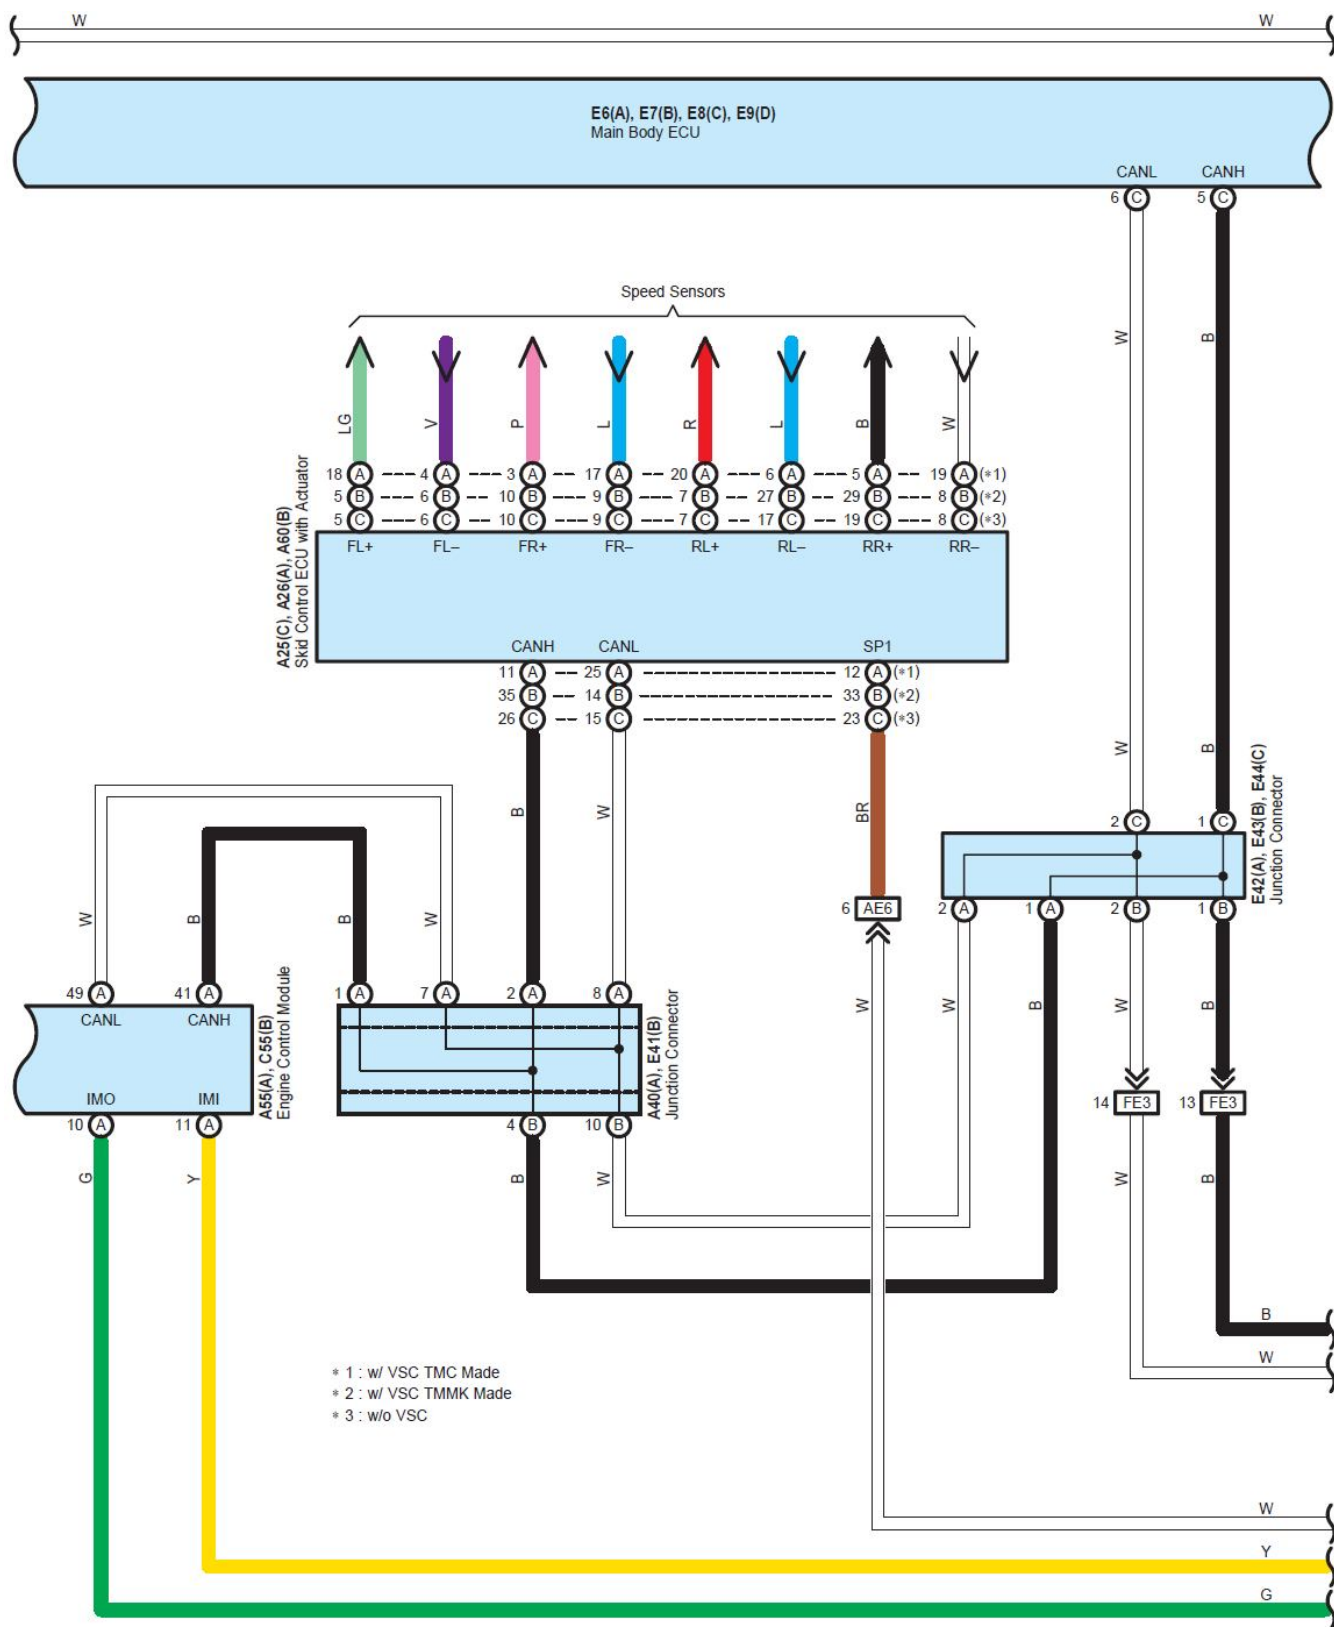 W W
E6(A), E7(B), E8(C), E9(D)
Main Body ECU
CANL CANH
6 C 5 C
Speed Sensors
W B
LG V P L R L B W
18 A 4 A 3 A 17 A 20 A 6 A 5 A 19 A (*1)
5 B 6 B 10 B 9 B 7 B 27 B 29 B 8 B (*2)
5 C 6 C 10 C 9 C 7 C 17 C 19 C 8 C (*3)
FL+ FL– FR+ FR– RL+ RL– RR+ RR–
A25(C), A26(A), A60(B)
Skid Control ECU with Actuator
CANH CANL SP1
11 A 25 A 12 A (*1)
35 B 14 B 33 B (*2)
26 C 15 C 23 C (*3)
W B
B W BR
2 C 1 C
E42(A), E43(B), E44(C)
Junction Connector
6 AE6 2 A 1 A 2 B 1 B
W B B W
49 A 41 A 1 A 7 A 2 A 8 A
W W B W B
CANL CANH
A55(A), C55(B)
Engine Control Module
A40(A), E41(B)
Junction Connector
IMO IMI
14 FE3 13 FE3
10 A 11 A 4 B 10 B
G Y B W W B
B
W
* 1 : w/ VSC TMC Made
* 2 : w/ VSC TMMK Made
* 3 : w/o VSC
W
Y
G